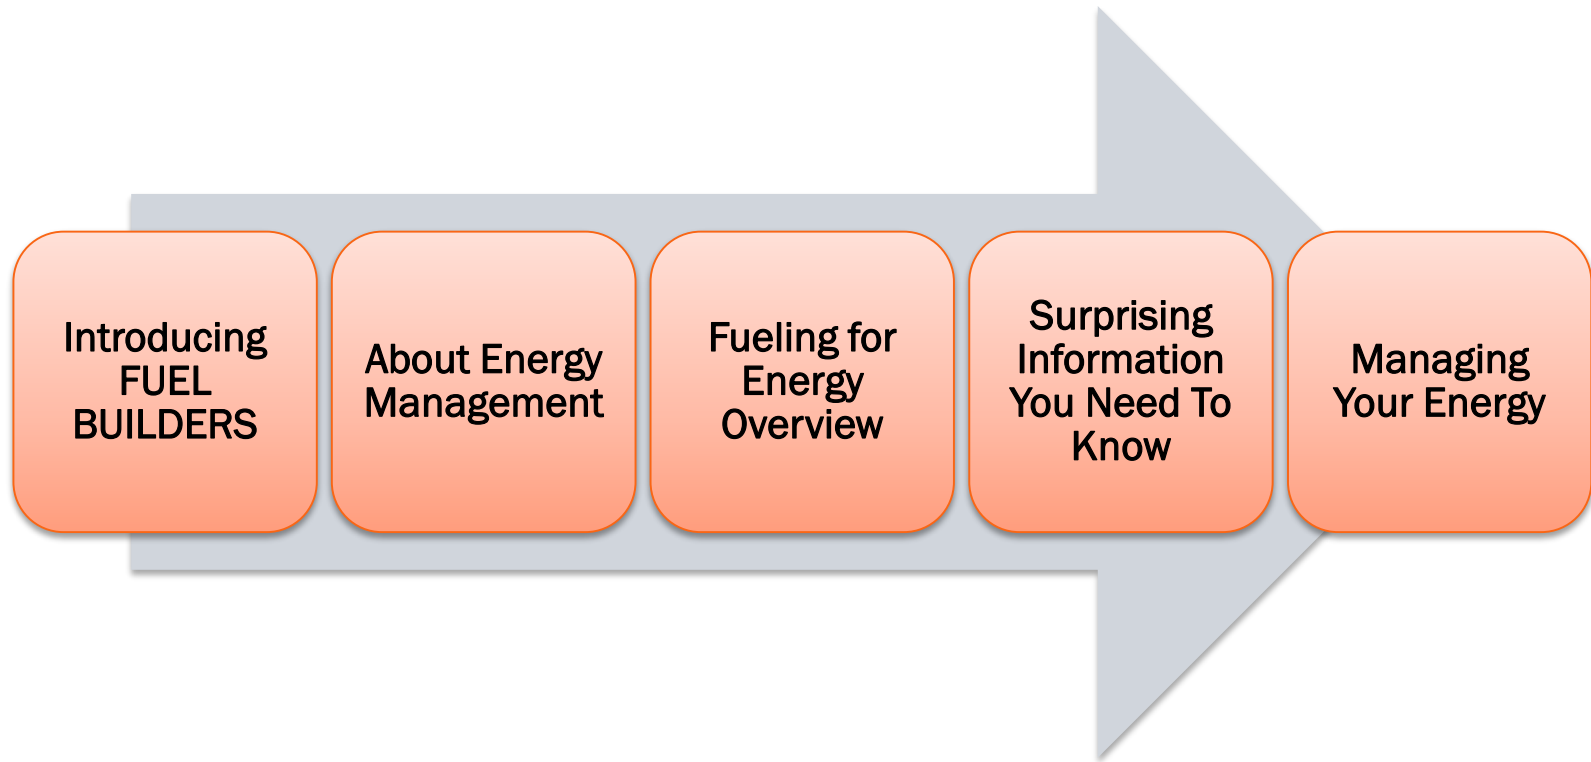 Introducing
FUEL
BUILDERS
About Energy
Management
Fueling for
Energy
Overview
Surprising
Information
You Need To
Know
Managing
Your Energy